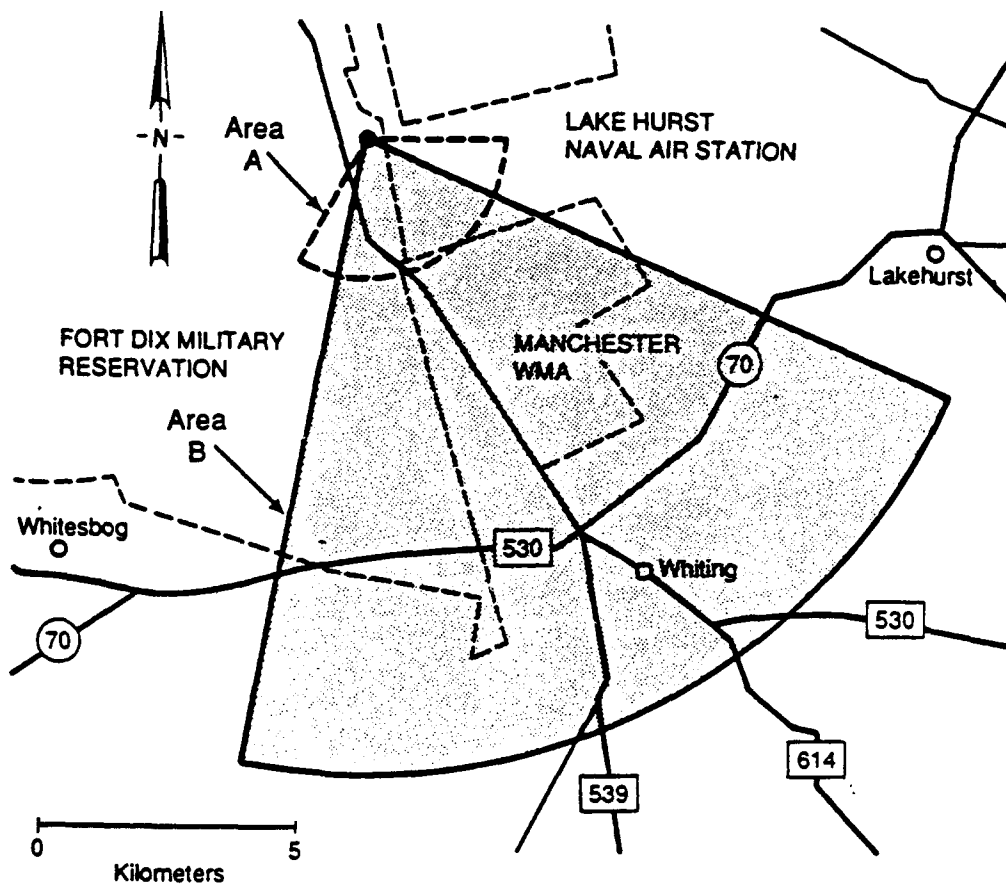 LAKE HURST
NAVAL AIR STATION
Area
A
-N-
Lakehurst
FORT DIX MILITARY
RESERVATION
MANCHESTER
WMA
70
Area
B
Whitesbog
530
Whiting
530
70
614
539
0
5
Kilometers